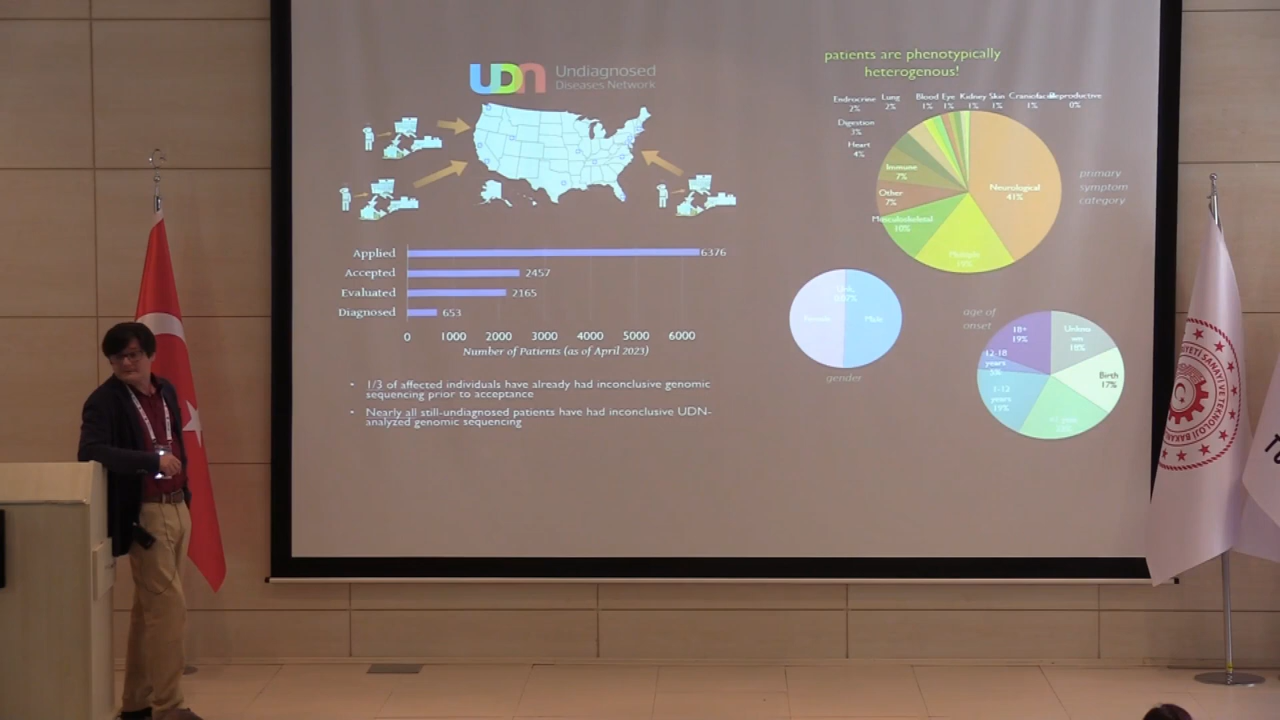 UDN Undiagnosed
Diseases Network
Applied 6376
Accepted 2457
Evaluated 2165
Diagnosed 653
0 1000 2000 3000 4000 5000 6000
Number of Patients (as of April 2023)
• 1/3 of affected individuals have already had inconclusive genomic
sequencing prior to acceptance
• Nearly all still-undiagnosed patients have had inconclusive UDN-
analyzed genomic sequencing
patients are phenotypically
heterogenous!
Endrocrine
2%
Lung
2%
Blood
1%
Eye
1%
Kidney
1%
Skin
1%
Craniofacial
1%
Reproductive
0%
Digestion
3%
Heart
4%
Immune
7%
Other
7%
Musculoskeletal
10%
Multiple
19%
Neurological
41%
primary
symptom
category
Female
Male
gender
age of
onset
18+
19%
12-18
years
5%
1-12
years
19%
Birth
17%
18%